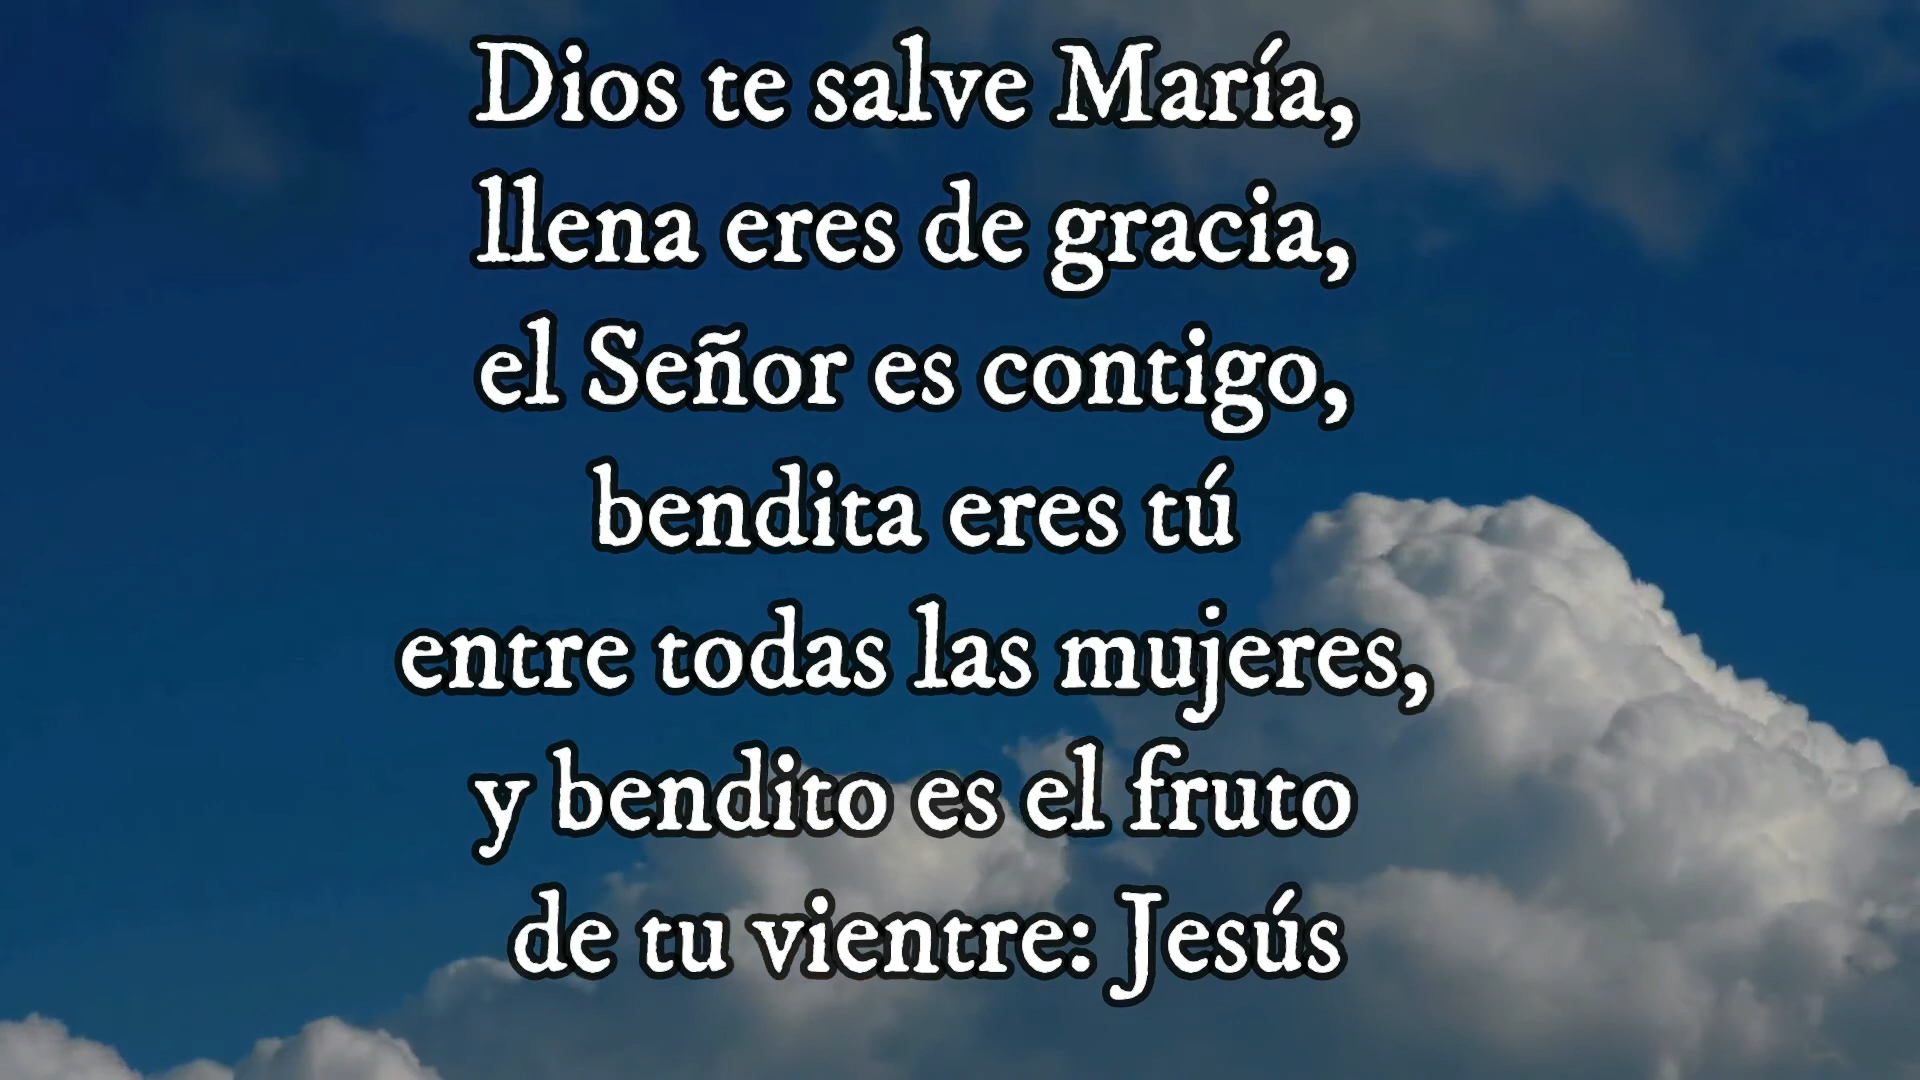 Dios te salve María,
llena eres de gracia,
el Señor es contigo,
bendita eres tú
entre todas las mujeres,
y bendito es el fruto
de tu vientre: Jesús